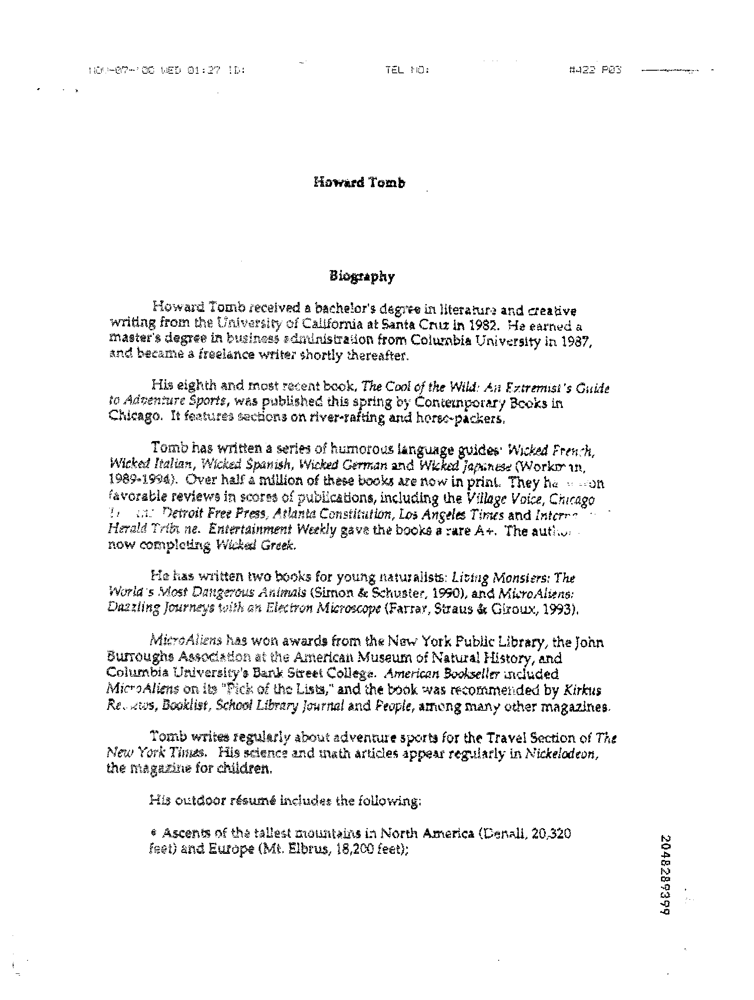 WED 01:27 ID: TEL NO: #422 P03
Howard Tomb
Biography
Howard Tomb received a bachelor's degree in literature and creative
writing from the University of California at Santa Cruz in 1982. He earned a
master's degree in business administration from Columbia University in 1987,
and became a freelance writer shortly thereafter.
His eighth and most recent book, The Cool of the Wild: An Extremist's Guide
to Adventure Sports, was published this spring by Contemporary Books in
Chicago. It features sections on river-rafting and horse-packers.
Tomb has written a series of humorous language guides: Wicked French,
Wicked Italian, Wicked Spanish, Wicked German and Wicked Japanese (Workman,
1989-1994). Over half a million of these books are now in print. They
favorable reviews in scores of publications, including the Village Voice, Chicago
Detroit Free Press, Atlanta Constitution, Los Angeles Times and
Herald Tribune. Entertainment Weekly gave the books a rare A+. The
now completing Wicked Greek.
He has written two books for young naturalists: Living Monsters: The
World's Most Dangerous Animals (Simon & Schuster, 1990), and MicroAliens:
Dazzling Journeys with an Electron Microscope (Farrar, Straus & Giroux, 1993).
MicroAliens has won awards from the New York Public Library, the John
Burroughs Association at the American Museum of Natural History, and
Columbia University's Bank Street College. American Bookseller included
MicroAliens on its "Pick of the Lists," and the book was recommended by Kirkus
Reviews, Booklist, School Library Journal and People, among many other magazines.
Tomb writes regularly about adventure sports for the Travel Section of The
New York Times. His science and math articles appear regularly in Nickelodeon,
the magazine for children.
His outdoor résumé includes the following:
• Ascents of the tallest mountains in North America (Denali, 20,320
feet) and Europe (Mt. Elbrus, 18,200 feet);
2048289399